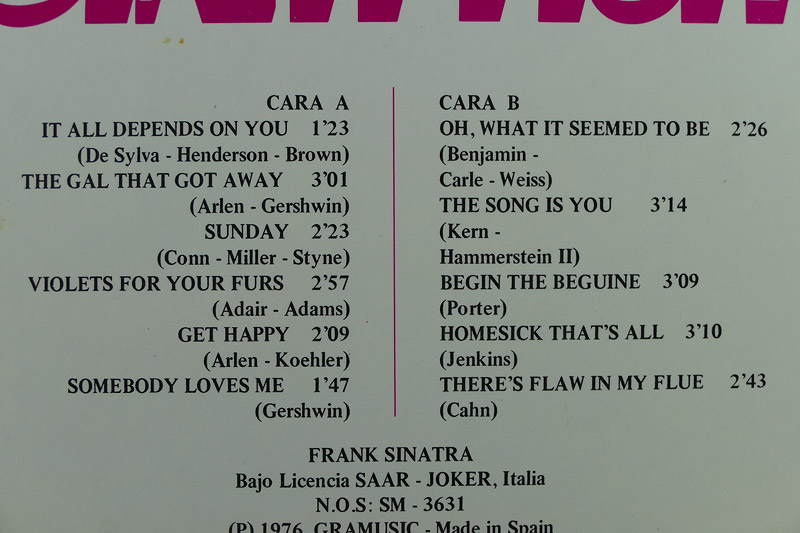 CARA A
IT ALL DEPENDS ON YOU 1'23
(De Sylva - Henderson - Brown)
THE GAL THAT GOT AWAY 3'01
(Arlen - Gershwin)
SUNDAY 2'23
(Conn - Miller - Styne)
VIOLETS FOR YOUR FURS 2'57
(Adair - Adams)
GET HAPPY 2'09
(Arlen - Koehler)
SOMEBODY LOVES ME 1'47
(Gershwin)
CARA B
OH, WHAT IT SEEMED TO BE 2'26
(Benjamin -
Carle - Weiss)
THE SONG IS YOU 3'14
(Kern -
Hammerstein II)
BEGIN THE BEGUINE 3'09
(Porter)
HOMESICK THAT'S ALL 3'10
(Jenkins)
THERE'S FLAW IN MY FLUE 2'43
(Cahn)
FRANK SINATRA
Bajo Licencia SAAR - JOKER, Italia
N.O.S: SM - 3631
(P) 1976, GRAMUSIC - Made in Spain